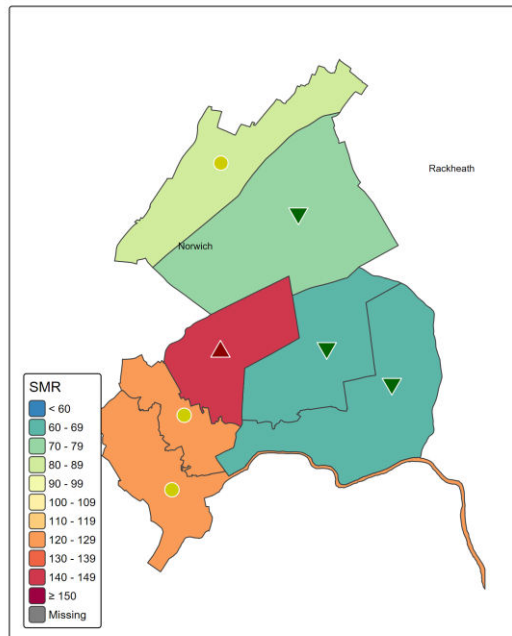 Rackheath
Norwich
SMR
< 60
60 - 69
70 - 79
80 - 89
90 - 99
100 - 109
110 - 119
120 - 129
130 - 139
140 - 149
≥ 150
Missing